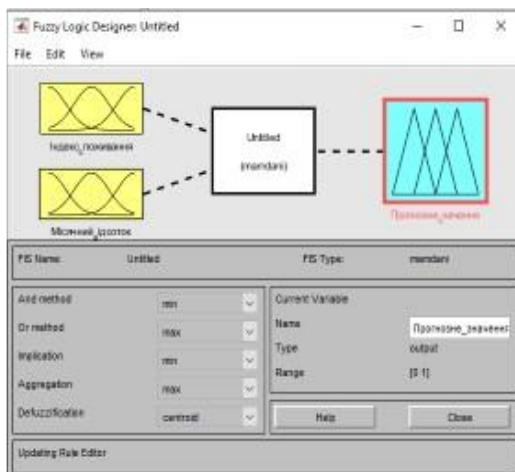 Fuzzy Logic Designer: Untitled
File Edit View
Індекс_споживання
Untitled
(mamdani)
Місячний_відсоток
Прогнозне_значення
FIS Name: Untitled FIS Type: mamdani
And method min
Or method max
Implication min
Aggregation max
Defuzzification centroid
Current Variable
Name Прогнозне_значення
Type output
Range [0 1]
Help Close
Updating Rule Editor